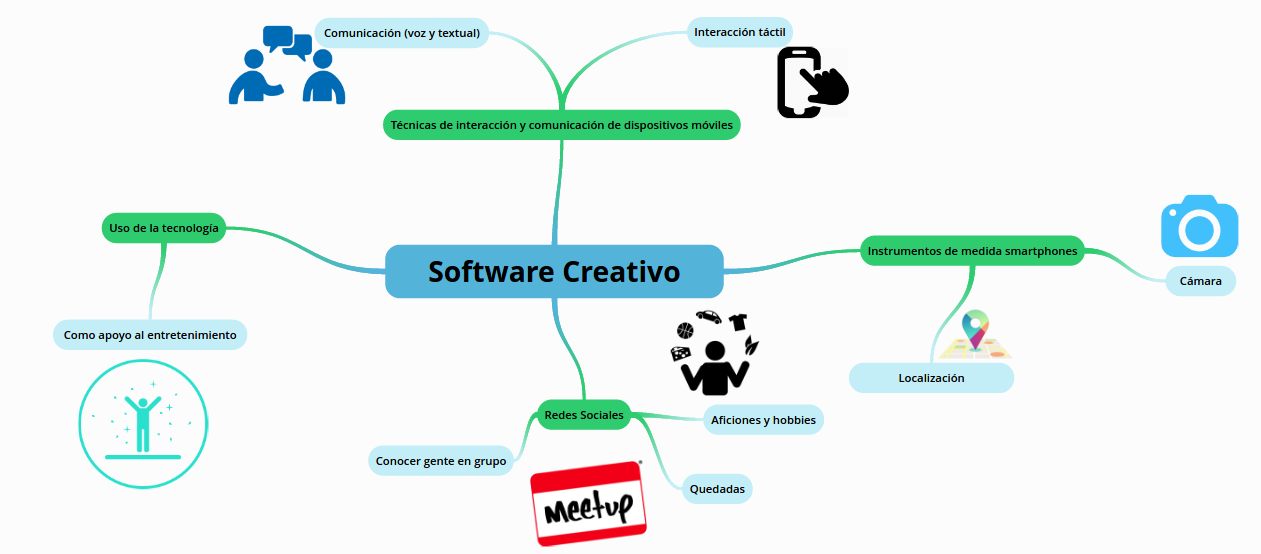 Comunicación (voz y textual)
Interacción táctil
Técnicas de interacción y comunicación de dispositivos móviles
Uso de la tecnología
Instrumentos de medida smartphones
Software Creativo
Cámara
Como apoyo al entretenimiento
Localización
Redes Sociales
Aficiones y hobbies
Conocer gente en grupo
Quedadas
Meetup